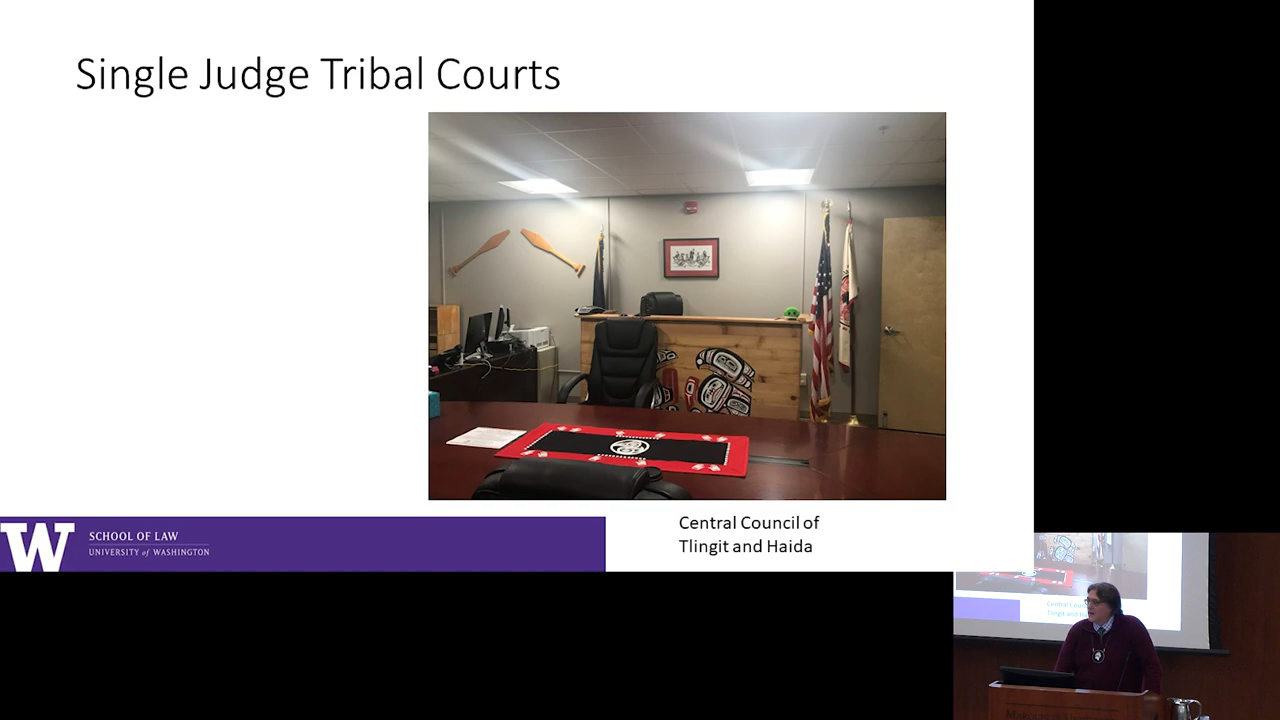 Single Judge Tribal Courts
W
SCHOOL OF LAW
UNIVERSITY of WASHINGTON
Central Council of
Tlingit and Haida